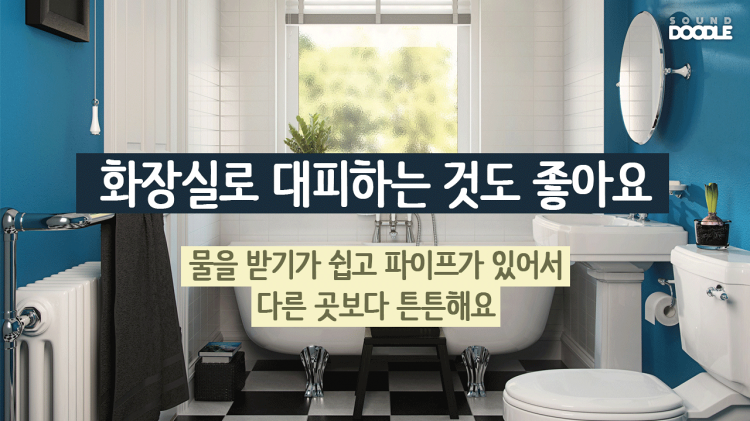 SOUND
DOODLE
화장실로 대피하는 것도 좋아요
물을 받기가 쉽고 파이프가 있어서
다른 곳보다 튼튼해요